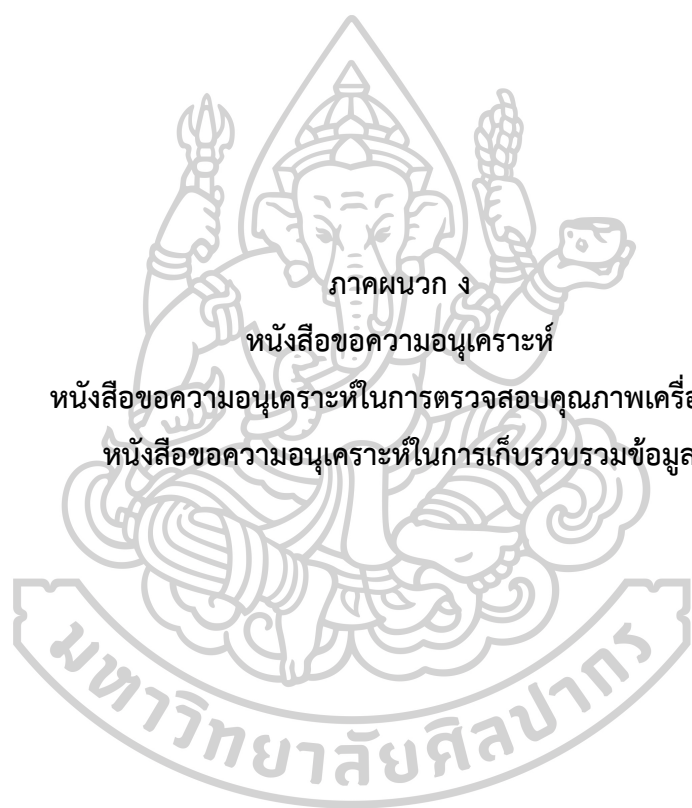 ภาคผนวก ง
หนังสือขอความอนุเคราะห์
หนังสือขอความอนุเคราะห์ในการตรวจสอบคุณภาพเครื่อ
หนังสือขอความอนุเคราะห์ในการเก็บรวบรวมข้อมูล
มหาวิทยาลัยศิลปากร